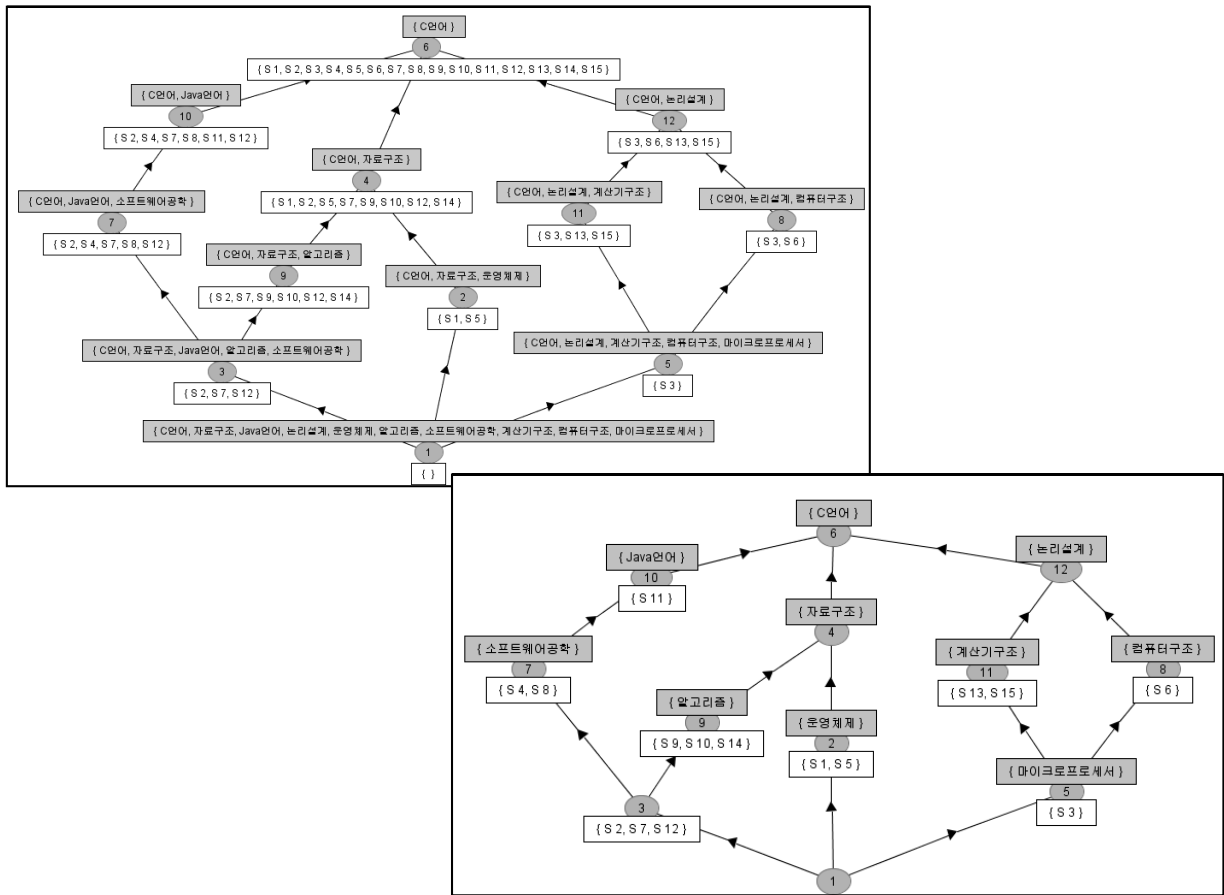 { C언어 }
6
{ S 1, S 2, S 3, S 4, S 5, S 6, S 7, S 8, S 9, S 10, S 11, S 12, S 13, S 14, S 15 }
{ C언어, Java언어 }
10
{ S 2, S 4, S 7, S 8, S 11, S 12 }
{ C언어, 논리설계 }
12
{ S 3, S 6, S 13, S 15 }
{ C언어, 자료구조 }
4
{ S 1, S 2, S 5, S 7, S 9, S 10, S 12, S 14 }
{ C언어, Java언어, 소프트웨어공학 }
7
{ S 2, S 4, S 7, S 8, S 12 }
{ C언어, 논리설계, 계산기구조 }
11
{ S 3, S 13, S 15 }
{ C언어, 논리설계, 컴퓨터구조 }
8
{ S 3, S 6 }
{ C언어, 자료구조, 알고리즘 }
9
{ S 2, S 7, S 9, S 10, S 12, S 14 }
{ C언어, 자료구조, 운영체제 }
2
{ S 1, S 5 }
{ C언어, 자료구조, Java언어, 알고리즘, 소프트웨어공학 }
3
{ S 2, S 7, S 12 }
{ C언어, 논리설계, 계산기구조, 컴퓨터구조, 마이크로프로세서 }
5
{ S 3 }
{ C언어, 자료구조, Java언어, 논리설계, 운영체제, 알고리즘, 소프트웨어공학, 계산기구조, 컴퓨터구조, 마이크로프로세서 }
1
{ }
{ C언어 }
6
{ Java언어 }
10
{ S 11 }
{ 논리설계 }
12
{ 자료구조 }
4
{ 소프트웨어공학 }
7
{ S 4, S 8 }
{ 계산기구조 }
11
{ S 13, S 15 }
{ 컴퓨터구조 }
8
{ S 6 }
{ 알고리즘 }
9
{ S 9, S 10, S 14 }
{ 운영체제 }
2
{ S 1, S 5 }
{ 마이크로프로세서 }
5
{ S 3 }
3
{ S 2, S 7, S 12 }
1